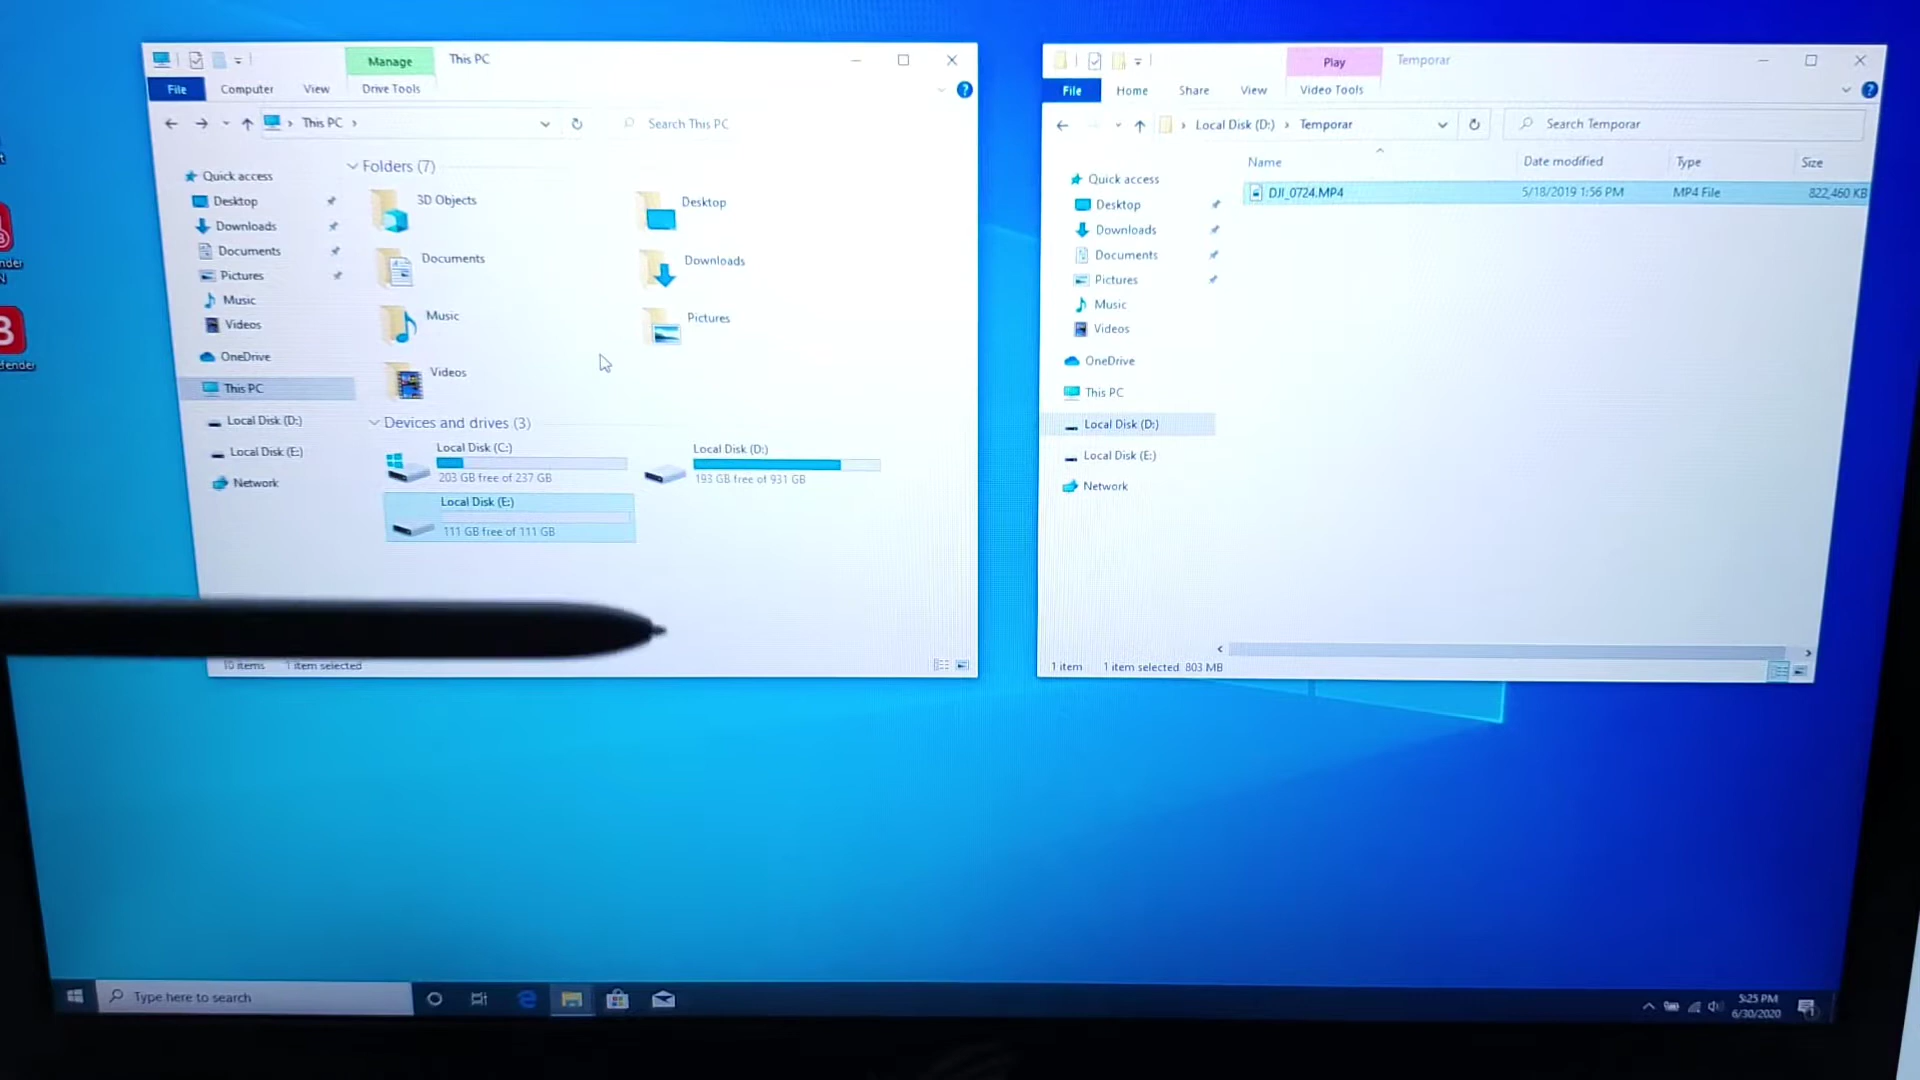 Manage
This PC
File
Computer
View
Drive Tools
This PC
Search This PC
Quick access
Desktop
Downloads
Documents
Pictures
Music
Videos
OneDrive
This PC
Local Disk (D:)
Local Disk (E:)
Network
Folders (7)
3D Objects
Desktop
Documents
Downloads
Music
Pictures
Videos
Devices and drives (3)
Local Disk (C:)
203 GB free of 237 GB
Local Disk (D:)
193 GB free of 931 GB
Local Disk (E:)
111 GB free of 111 GB
10 items 1 item selected
Play
Temporar
File
Home
Share
View
Video Tools
Local Disk (D:)
Temporar
Search Temporar
Name
Date modified
Type
Size
DJI_0724.MP4
5/18/2019 1:56 PM
MP4 File
822,460 KB
Quick access
Desktop
Downloads
Documents
Pictures
Music
Videos
OneDrive
This PC
Local Disk (D:)
Local Disk (E:)
Network
1 item 1 item selected 803 MB
Type here to search
5:25 PM
6/30/2020